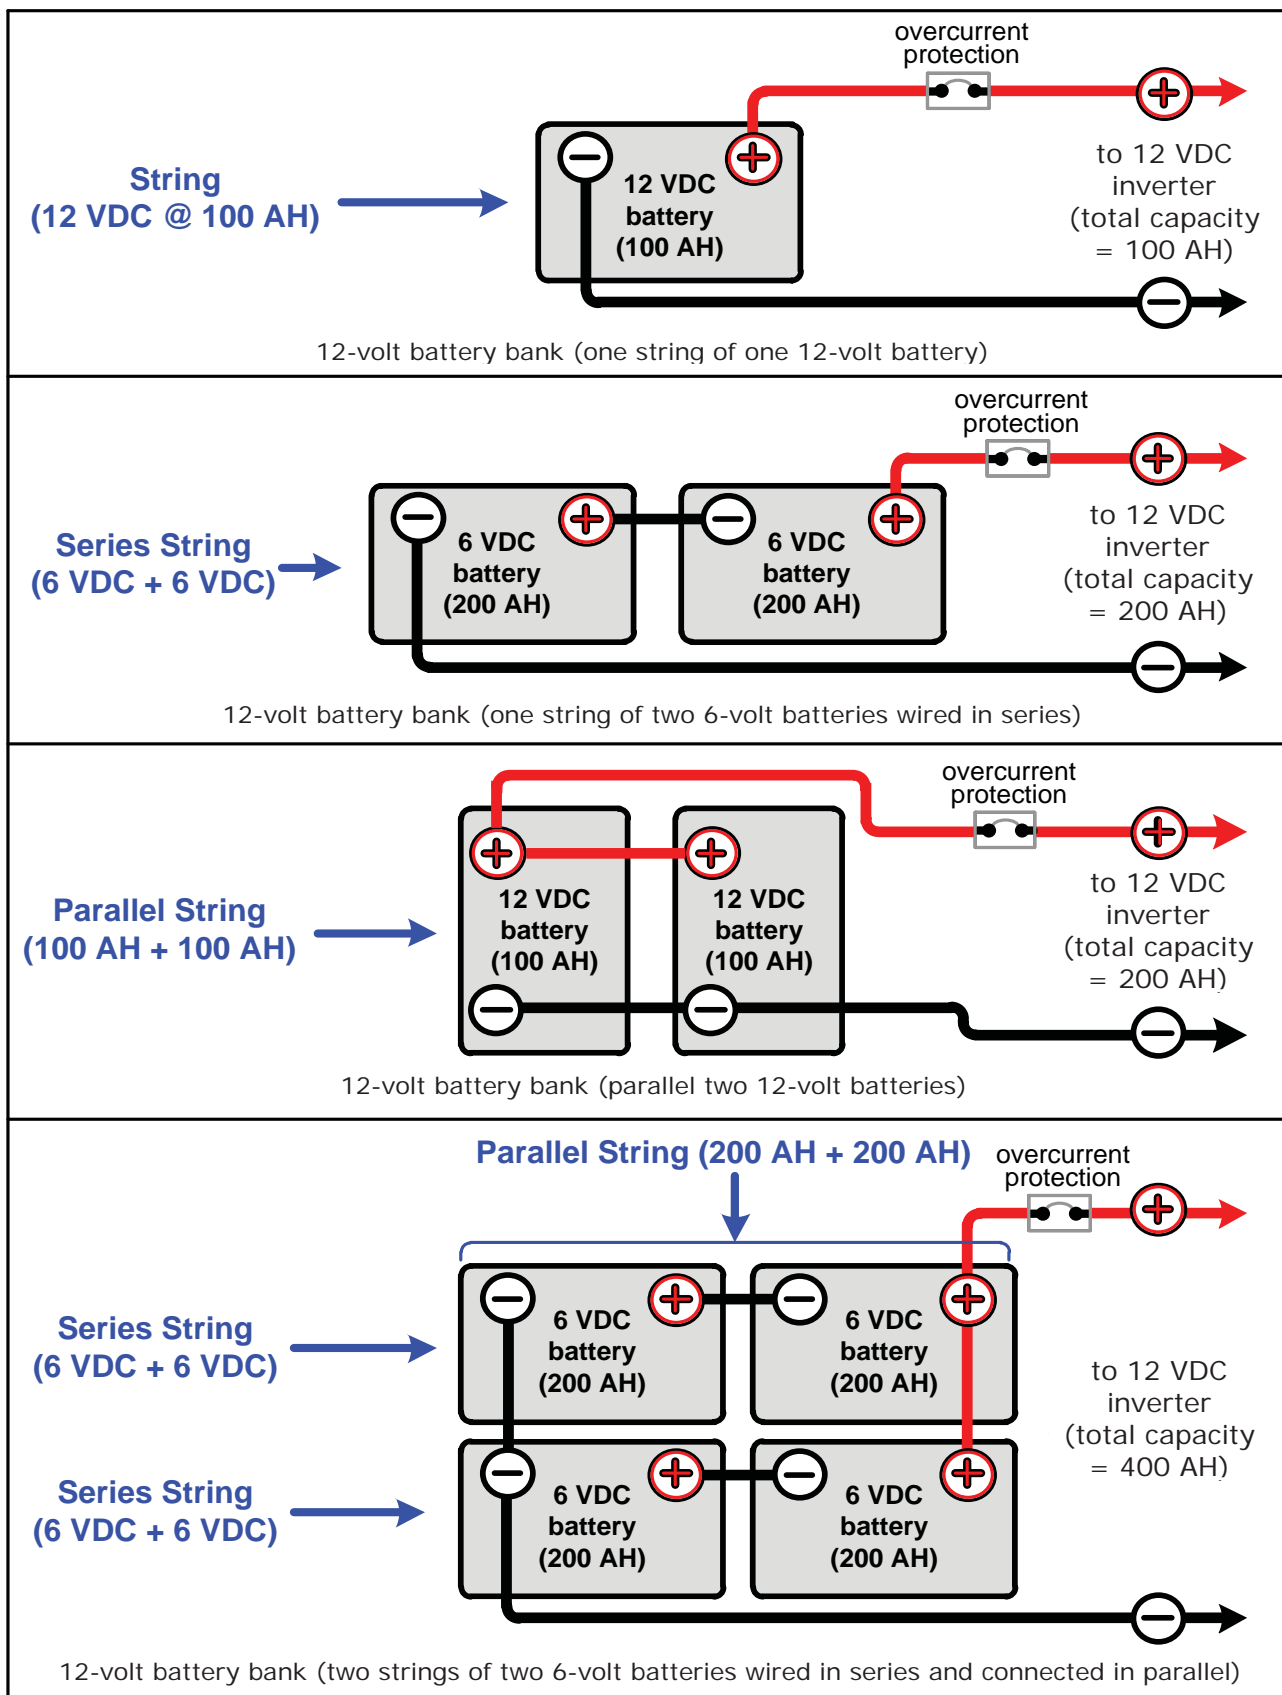 overcurrent
protection
String
(12 VDC @ 100 AH)
12 VDC
battery
(100 AH)
to 12 VDC
inverter
(total capacity
= 100 AH)
12-volt battery bank (one string of one 12-volt battery)
overcurrent
protection
Series String
(6 VDC + 6 VDC)
6 VDC
battery
(200 AH)
6 VDC
battery
(200 AH)
to 12 VDC
inverter
(total capacity
= 200 AH)
12-volt battery bank (one string of two 6-volt batteries wired in series)
overcurrent
protection
Parallel String
(100 AH + 100 AH)
12 VDC
battery
(100 AH)
12 VDC
battery
(100 AH)
to 12 VDC
inverter
(total capacity
= 200 AH)
12-volt battery bank (parallel two 12-volt batteries)
Parallel String (200 AH + 200 AH)
overcurrent
protection
Series String
(6 VDC + 6 VDC)
6 VDC
battery
(200 AH)
6 VDC
battery
(200 AH)
to 12 VDC
inverter
(total capacity
= 400 AH)
Series String
(6 VDC + 6 VDC)
6 VDC
battery
(200 AH)
6 VDC
battery
(200 AH)
12-volt battery bank (two strings of two 6-volt batteries wired in series and connected in parallel)